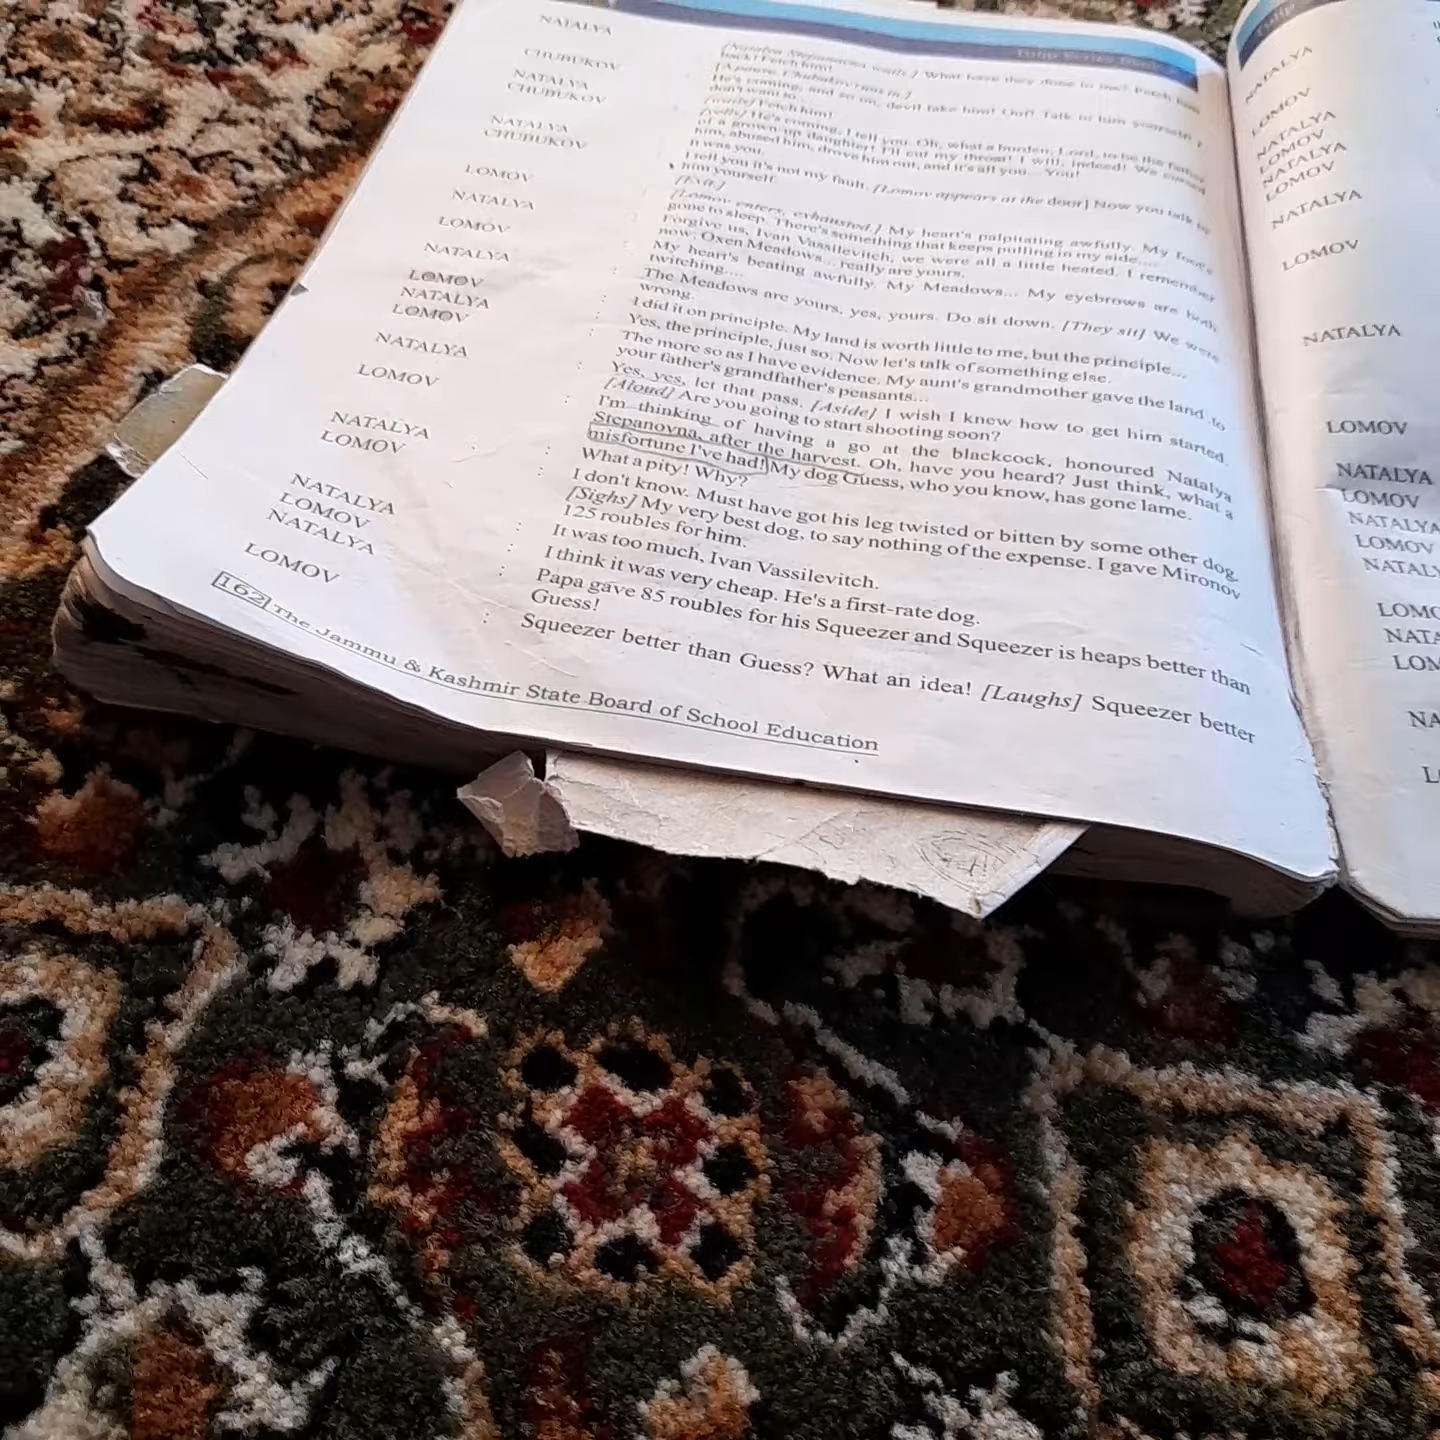 Tulip Series
NATALYA : [Natalya Stepanovna wails.] What have they done to me? Fetch him
back! Fetch him!
[A pause. Chubukov runs in.]
CHUBUKOV He's coming, and so on, devil take him! Ouf! Talk to him yourself, I
don't want to...
NATALYA [wails] Fetch him!
CHUBUKOV [yells] He's coming, I tell you. Oh, what a burden, Lord, to be the father
of a grown-up daughter! I'll cut my throat! I will, indeed! We cursed
him, abused him, drove him out, and it's all you... You!
NATALYA It was you.
CHUBUKOV I tell you it's not my fault. [Lomov appears at the door] Now you talk to
him yourself.
[Exit.]
LOMOV [Lomov enters, exhausted.] My heart's palpitating awfully. My foot's
gone to sleep. There's something that keeps pulling in my side....
NATALYA Forgive us, Ivan Vassilevitch, we were all a little heated. I remember
now. Oxen Meadows... really are yours.
LOMOV My heart's beating awfully. My Meadows... My eyebrows are both
twitching....
NATALYA : The Meadows are yours, yes, yours. Do sit down. [They sit] We were
wrong.
LOMOV : I did it on principle. My land is worth little to me, but the principle...
NATALYA : Yes, the principle, just so. Now let's talk of something else.
LOMOV : The more so as I have evidence. My aunt's grandmother gave the land to
your father's grandfather's peasants...
NATALYA : Yes, yes, let that pass. [Aside] I wish I knew how to get him started.
[Aloud] Are you going to start shooting soon?
LOMOV : I'm thinking of having a go at the blackcock, honoured Natalya
Stepanovna, after the harvest. Oh, have you heard? Just think, what a
misfortune I've had! My dog Guess, who you know, has gone lame.
NATALYA : What a pity! Why?
LOMOV : I don't know. Must have got his leg twisted or bitten by some other dog.
[Sighs] My very best dog, to say nothing of the expense. I gave Mironov
125 roubles for him.
NATALYA : It was too much, Ivan Vassilevitch.
LOMOV : I think it was very cheap. He's a first-rate dog.
NATALYA : Papa gave 85 roubles for his Squeezer and Squeezer is heaps better than
Guess!
LOMOV : Squeezer better than Guess? What an idea! [Laughs] Squeezer better
162 The Jammu & Kashmir State Board of School Education
Tulip
NATALYA
LOMOV
NATALYA
LOMOV
NATALYA
LOMOV
NATALYA
LOMOV
NATALYA
LOMOV
NATALYA
LOMOV
NATALYA
LOMOV
NATALY
LOMO
NATA
LOM
NA
L